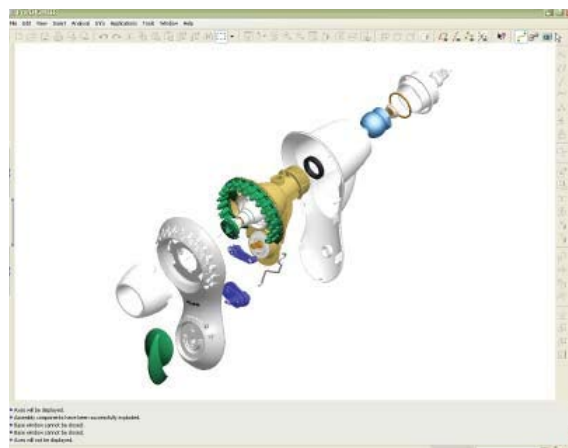 File Edit View Insert Analysis Info Applications Tools Window Help
Axes will be displayed.
Assembly components have been successfully exploded.
Base window cannot be closed.
Base window cannot be closed.
Axes will not be displayed.